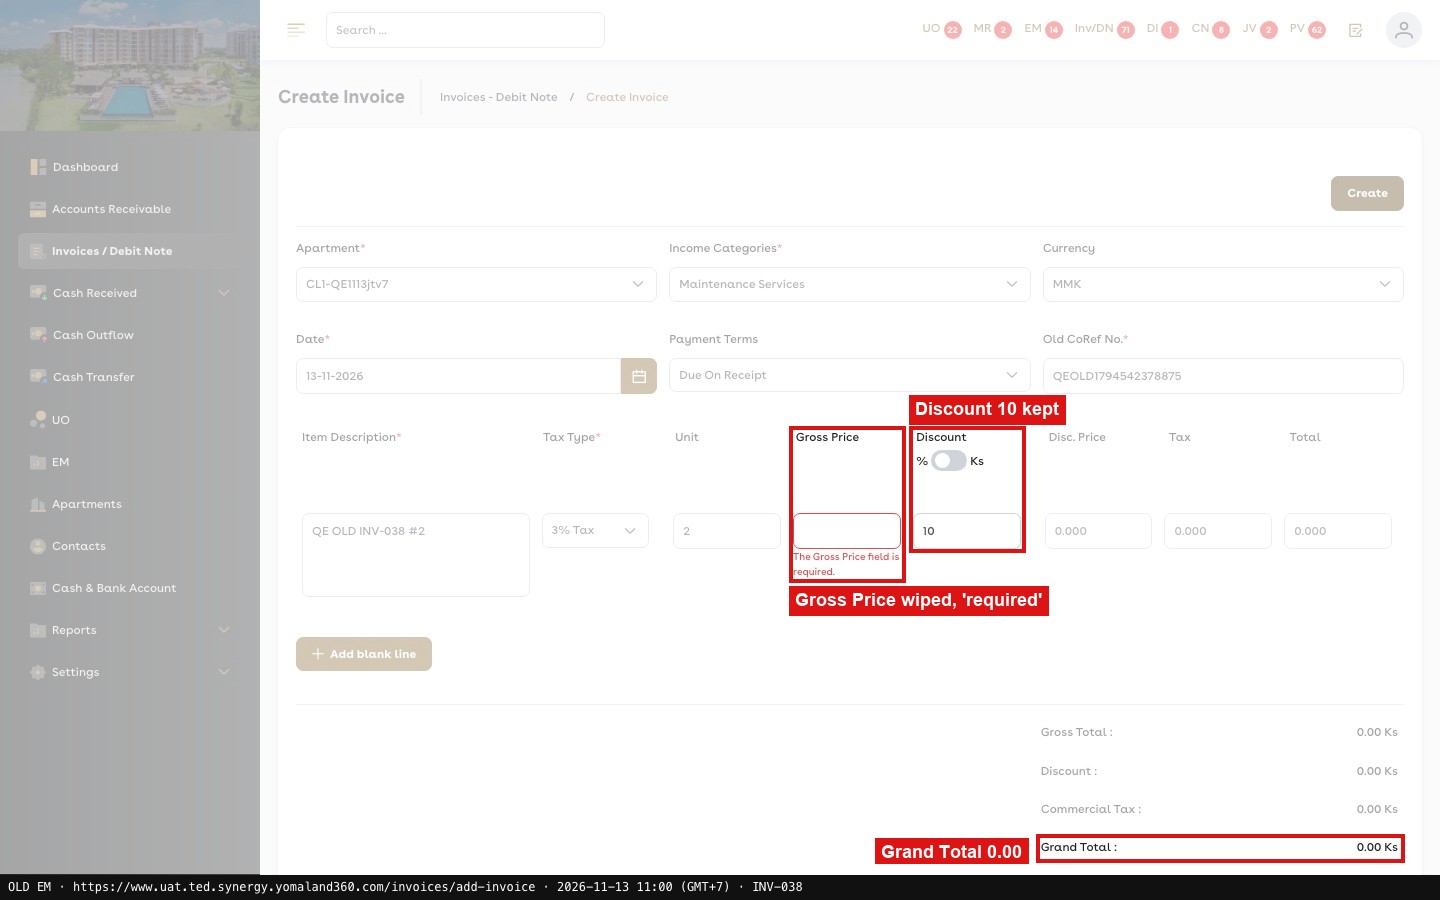 Search ...
UO 22 MR 2 EM 14 Inv/DN 71 DI 1 CN 8 JV 2 PV 62
Create Invoice
Invoices - Debit Note / Create Invoice
Dashboard
Accounts Receivable
Invoices / Debit Note
Cash Received
Cash Outflow
Cash Transfer
UO
EM
Apartments
Contacts
Cash & Bank Account
Reports
Settings
Create
Apartment* Income Categories* Currency
CL1-QE1113jtv7 Maintenance Services MMK
Date* Payment Terms Old CoRef No.*
13-11-2026 Due On Receipt QEOLD1794542378875
Discount 10 kept
Item Description* Tax Type* Unit Gross Price Discount Disc. Price Tax Total
% Ks
QE OLD INV-038 #2 3% Tax 2 10 0.000 0.000 0.000
The Gross Price field is
required.
Gross Price wiped, 'required'
Add blank line
Gross Total : 0.00 Ks
Discount : 0.00 Ks
Commercial Tax : 0.00 Ks
Grand Total 0.00
Grand Total : 0.00 Ks
OLD EM · https://www.uat.ted.synergy.yomaland360.com/invoices/add-invoice · 2026-11-13 11:00 (GMT+7) · INV-038